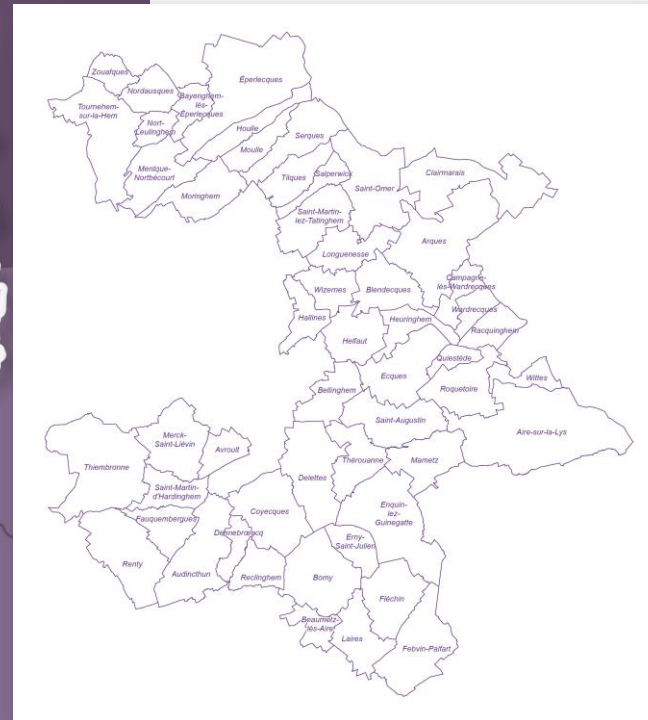 Éperlecques
Zouafques
Nordausques
Bayenghem-
lès-
Éperlecques
Tournehem-
sur-la-Hem
Nort-
Leulinghem
Houlle
Serques
Moulle
Mentque-
Nortbécourt
Salperwick
Clairmarais
Tilques
Saint-Omer
Moringhem
Saint-Martin-
lez-Tatinghem
Arques
Longuenesse
Campagne-
lès-Wardrecques
Wizernes
Blendecques
Wardrecques
Hallines
Heuringhem
Racquinghem
Helfaut
Quiestède
Ecques
Wittes
Bellinghem
Roquetoire
Saint-Augustin
Aire-sur-la-Lys
Merck-
Saint-Liévin
Avroult
Thiembronne
Thérouanne
Mametz
Delettes
Saint-Martin-
d'Hardinghem
Enquin-
lez-
Guinegatte
Coyecques
Fauquembergues
Dennebrœucq
Erny-
Saint-Julien
Renty
Audincthun
Reclinghem
Bomy
Fléchin
Beaumetz-
lès-Aire
Laires
Febvin-Palfart